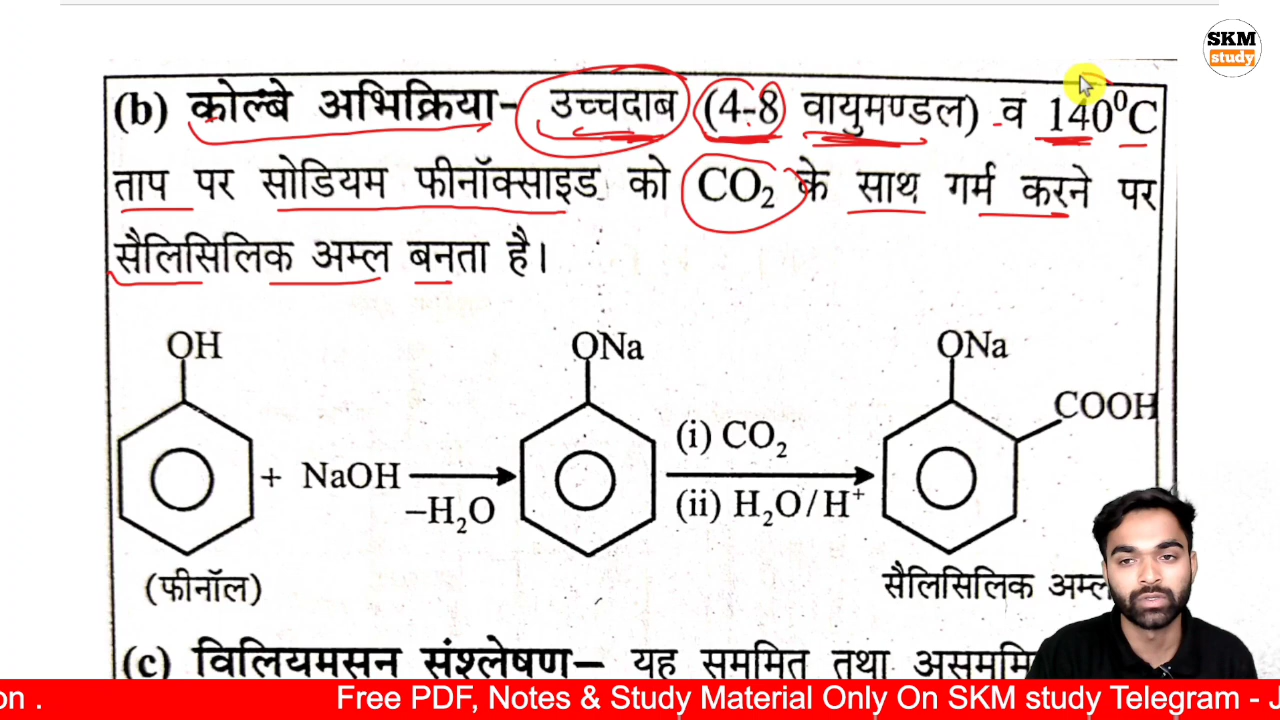 SKM
study
(b) कोल्बे अभिक्रिया- उच्चदाब (4-8 वायुमण्डल) व 140⁰C
ताप पर सोडियम फीनॉक्साइड को CO₂ के साथ गर्म करने पर
सैलिसिलिक अम्ल बनता है।
OH ONa ONa
COOH
(i) CO₂
+ NaOH
–H₂O (ii) H₂O/H⁺
(फीनॉल) सैलिसिलिक अम्ल
(c) विलियमसन संश्लेषण– यह सममित तथा
on . Free PDF, Notes & Study Material Only On SKM study Telegram - J